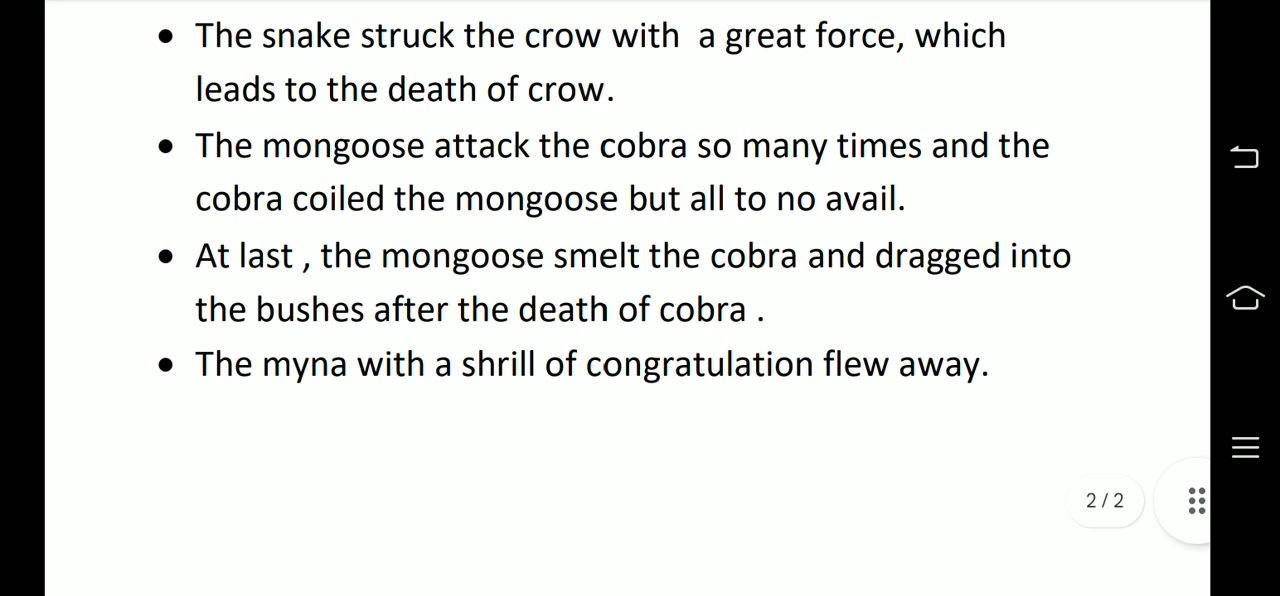 • The snake struck the crow with  a great force, which
leads to the death of crow.
• The mongoose attack the cobra so many times and the
cobra coiled the mongoose but all to no avail.
• At last , the mongoose smelt the cobra and dragged into
the bushes after the death of cobra .
• The myna with a shrill of congratulation flew away.
2 / 2